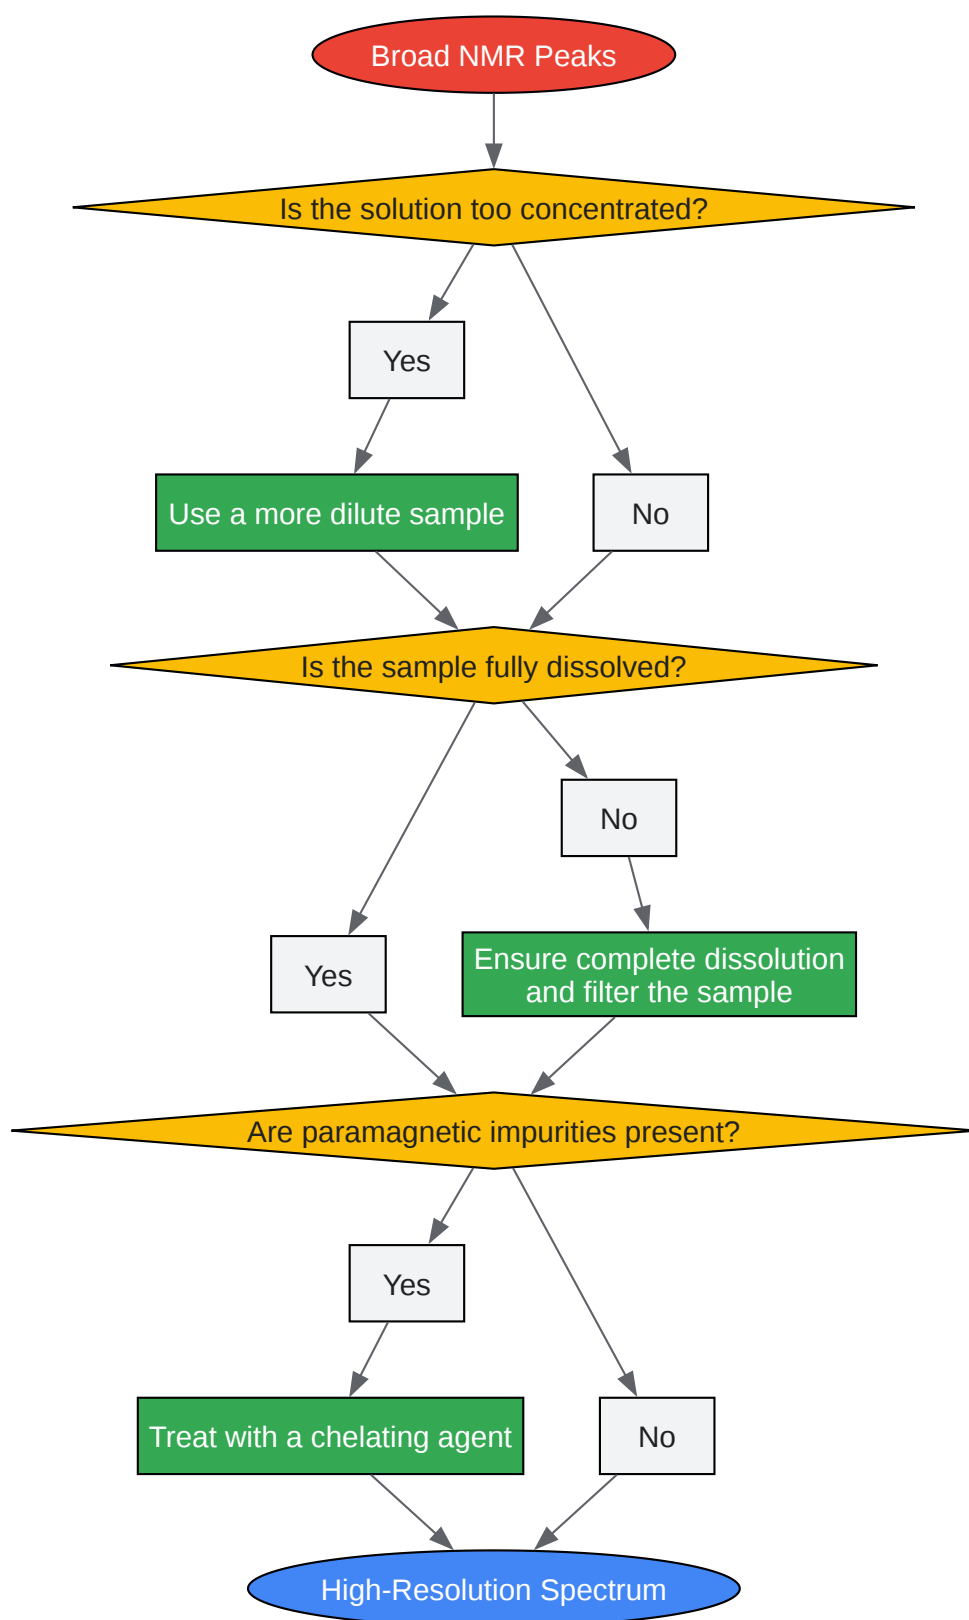 Broad NMR Peaks
Is the solution too concentrated?
Yes
Use a more dilute sample
No
Is the sample fully dissolved?
No
Yes
Ensure complete dissolution
and filter the sample
Are paramagnetic impurities present?
Yes
Treat with a chelating agent
No
High-Resolution Spectrum